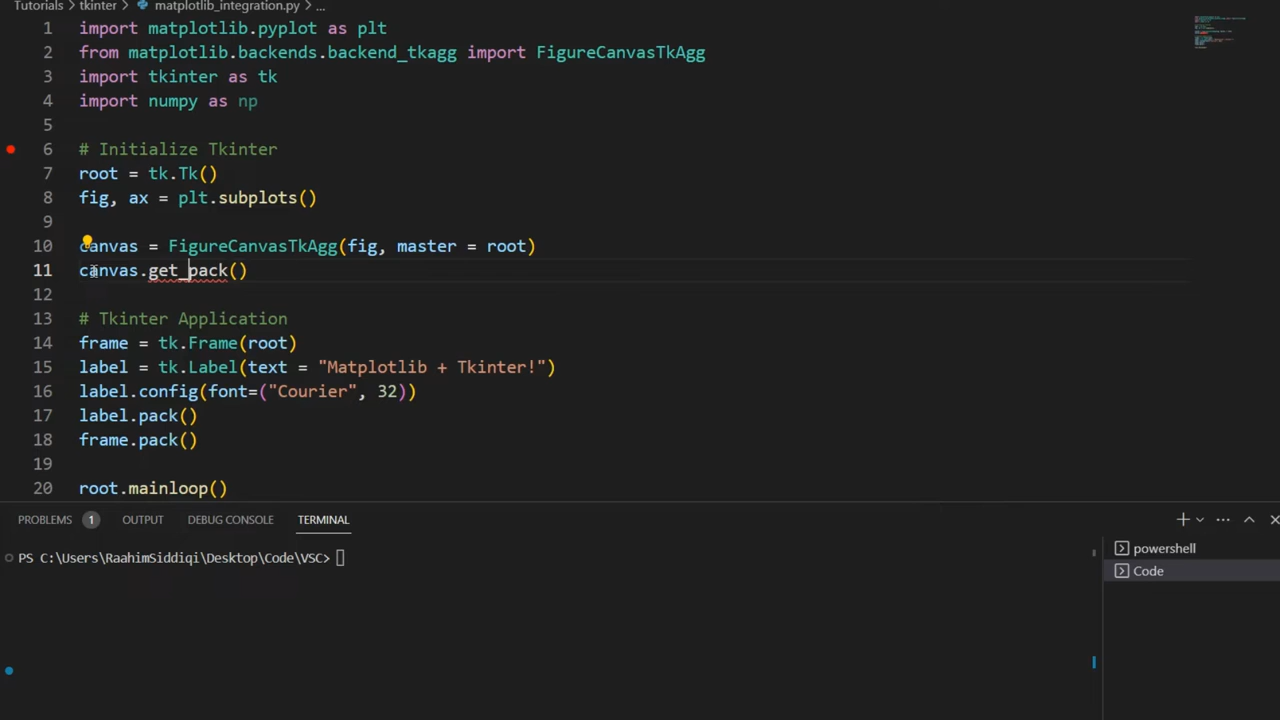 Tutorials > tkinter > matplotlib_integration.py > ...
1 import matplotlib.pyplot as plt
2 from matplotlib.backends.backend_tkagg import FigureCanvasTkAgg
3 import tkinter as tk
4 import numpy as np
5
6 # Initialize Tkinter
7 root = tk.Tk()
8 fig, ax = plt.subplots()
9
10 canvas = FigureCanvasTkAgg(fig, master = root)
11 canvas.get_pack()
12
13 # Tkinter Application
14 frame = tk.Frame(root)
15 label = tk.Label(text = "Matplotlib + Tkinter!")
16 label.config(font=("Courier", 32))
17 label.pack()
18 frame.pack()
19
20 root.mainloop()
PROBLEMS 1 OUTPUT DEBUG CONSOLE TERMINAL
PS C:\Users\RaahimSiddiqi\Desktop\Code\VSC>
powershell
Code